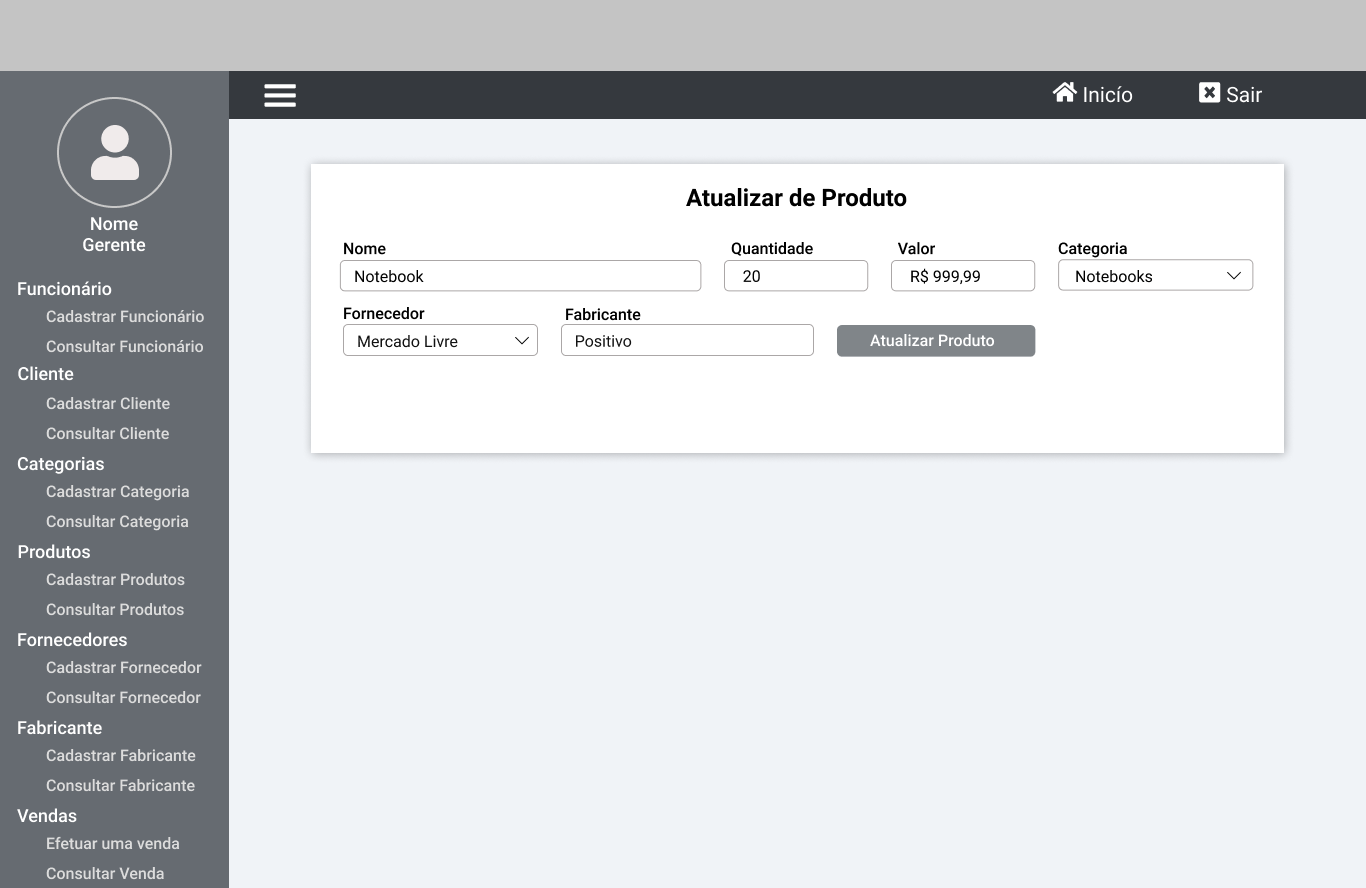 Inicío
Sair
Nome
Gerente
Funcionário
Cadastrar Funcionário
Consultar Funcionário
Cliente
Cadastrar Cliente
Consultar Cliente
Categorias
Cadastrar Categoria
Consultar Categoria
Produtos
Cadastrar Produtos
Consultar Produtos
Fornecedores
Cadastrar Fornecedor
Consultar Fornecedor
Fabricante
Cadastrar Fabricante
Consultar Fabricante
Vendas
Efetuar uma venda
Consultar Venda
Atualizar de Produto
Nome
Notebook
Quantidade
20
Valor
R$ 999,99
Categoria
Notebooks
Fornecedor
Mercado Livre
Fabricante
Positivo
Atualizar Produto